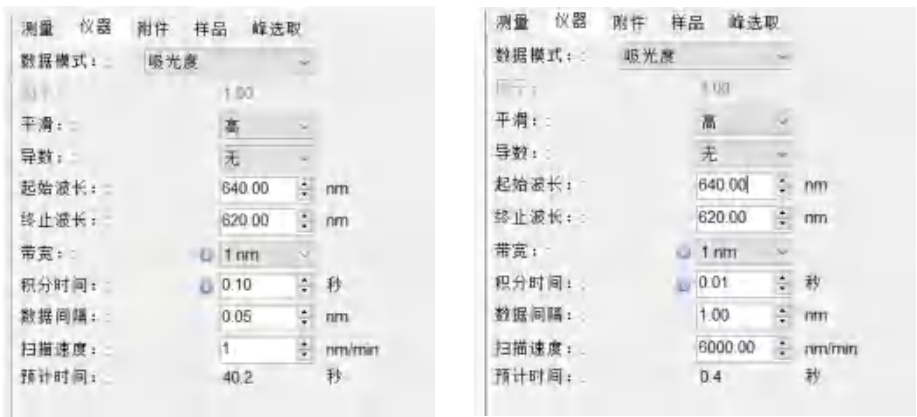 测量 仪器 附件 样品 峰选取
数据模式： 吸光度
因子： 1.00
平滑： 高
导数： 无
起始波长： 640.00 nm
终止波长： 620.00 nm
带宽： 1 nm
积分时间： 0.10 秒
数据间隔： 0.05 nm
扫描速度： 1 nm/min
预计时间： 40.2 秒
测量 仪器 附件 样品 峰选取
数据模式： 吸光度
因子： 1.00
平滑： 高
导数： 无
起始波长： 640.00 nm
终止波长： 620.00 nm
带宽： 1 nm
积分时间： 0.01 秒
数据间隔： 1.00 nm
扫描速度： 6000.00 nm/min
预计时间： 0.4 秒